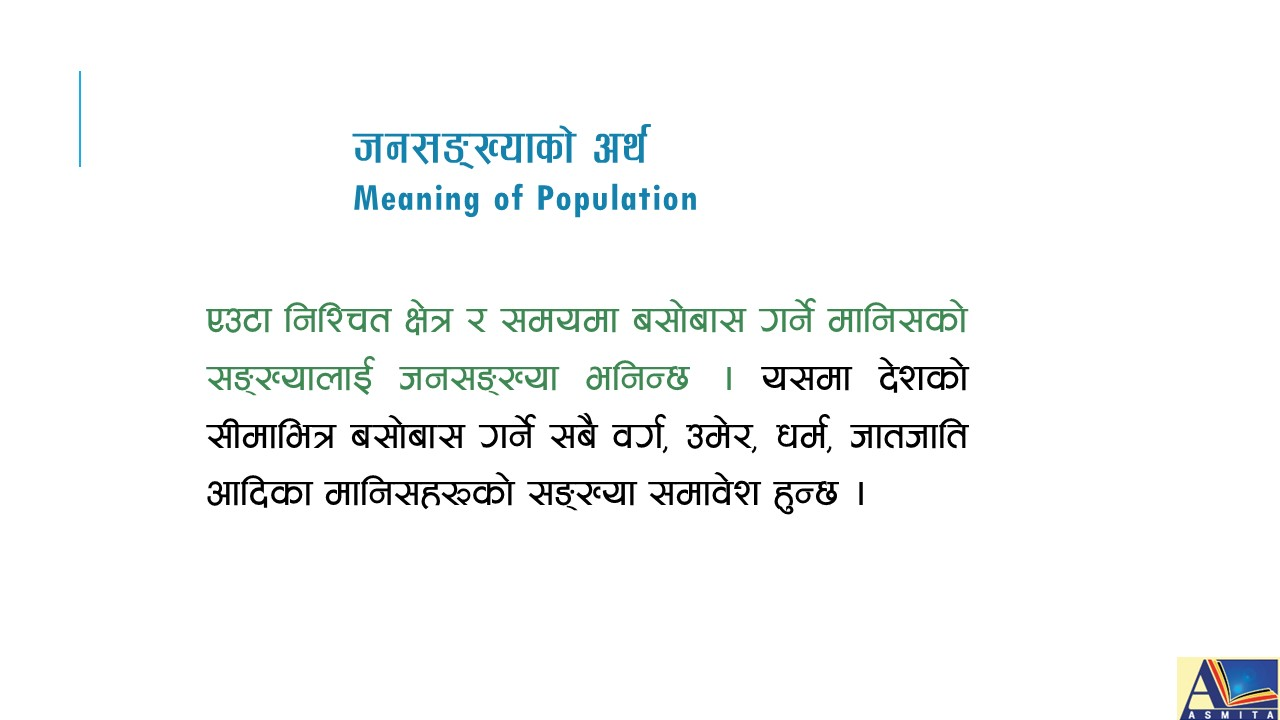 जनसङ्ख्याको अर्थ
Meaning of Population
एउटा निश्चित क्षेत्र र समयमा बसोबास गर्ने मानिसको
सङ्ख्यालाई जनसङ्ख्या भनिन्छ । यसमा देशको
सीमाभित्र बसोबास गर्ने सबै वर्ग, उमेर, धर्म, जातजाति
आदिका मानिसहरुको सङ्ख्या समावेश हुन्छ ।
ASMITA